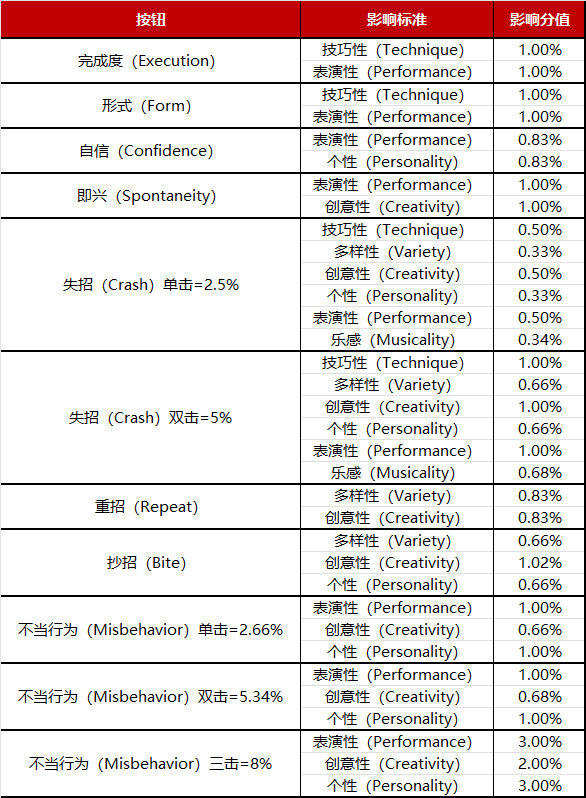 按钮 影响标准 影响分值
完成度（Execution） 技巧性（Technique） 1.00%
表演性（Performance） 1.00%
形式（Form） 技巧性（Technique） 1.00%
表演性（Performance） 1.00%
自信（Confidence） 表演性（Performance） 0.83%
个性（Personality） 0.83%
即兴（Spontaneity） 表演性（Performance） 1.00%
创意性（Creativity） 1.00%
失招（Crash）单击=2.5% 技巧性（Technique） 0.50%
多样性（Variety） 0.33%
创意性（Creativity） 0.50%
个性（Personality） 0.33%
表演性（Performance） 0.50%
乐感（Musicality） 0.34%
失招（Crash）双击=5% 技巧性（Technique） 1.00%
多样性（Variety） 0.66%
创意性（Creativity） 1.00%
个性（Personality） 0.66%
表演性（Performance） 1.00%
乐感（Musicality） 0.68%
重招（Repeat） 多样性（Variety） 0.83%
创意性（Creativity） 0.83%
抄招（Bite） 多样性（Variety） 0.66%
创意性（Creativity） 1.02%
个性（Personality） 0.66%
不当行为（Misbehavior）单击=2.66% 表演性（Performance） 1.00%
创意性（Creativity） 0.66%
个性（Personality） 1.00%
不当行为（Misbehavior）双击=5.34% 表演性（Performance） 1.00%
创意性（Creativity） 0.68%
个性（Personality） 1.00%
不当行为（Misbehavior）三击=8% 表演性（Performance） 3.00%
创意性（Creativity） 2.00%
个性（Personality） 3.00%